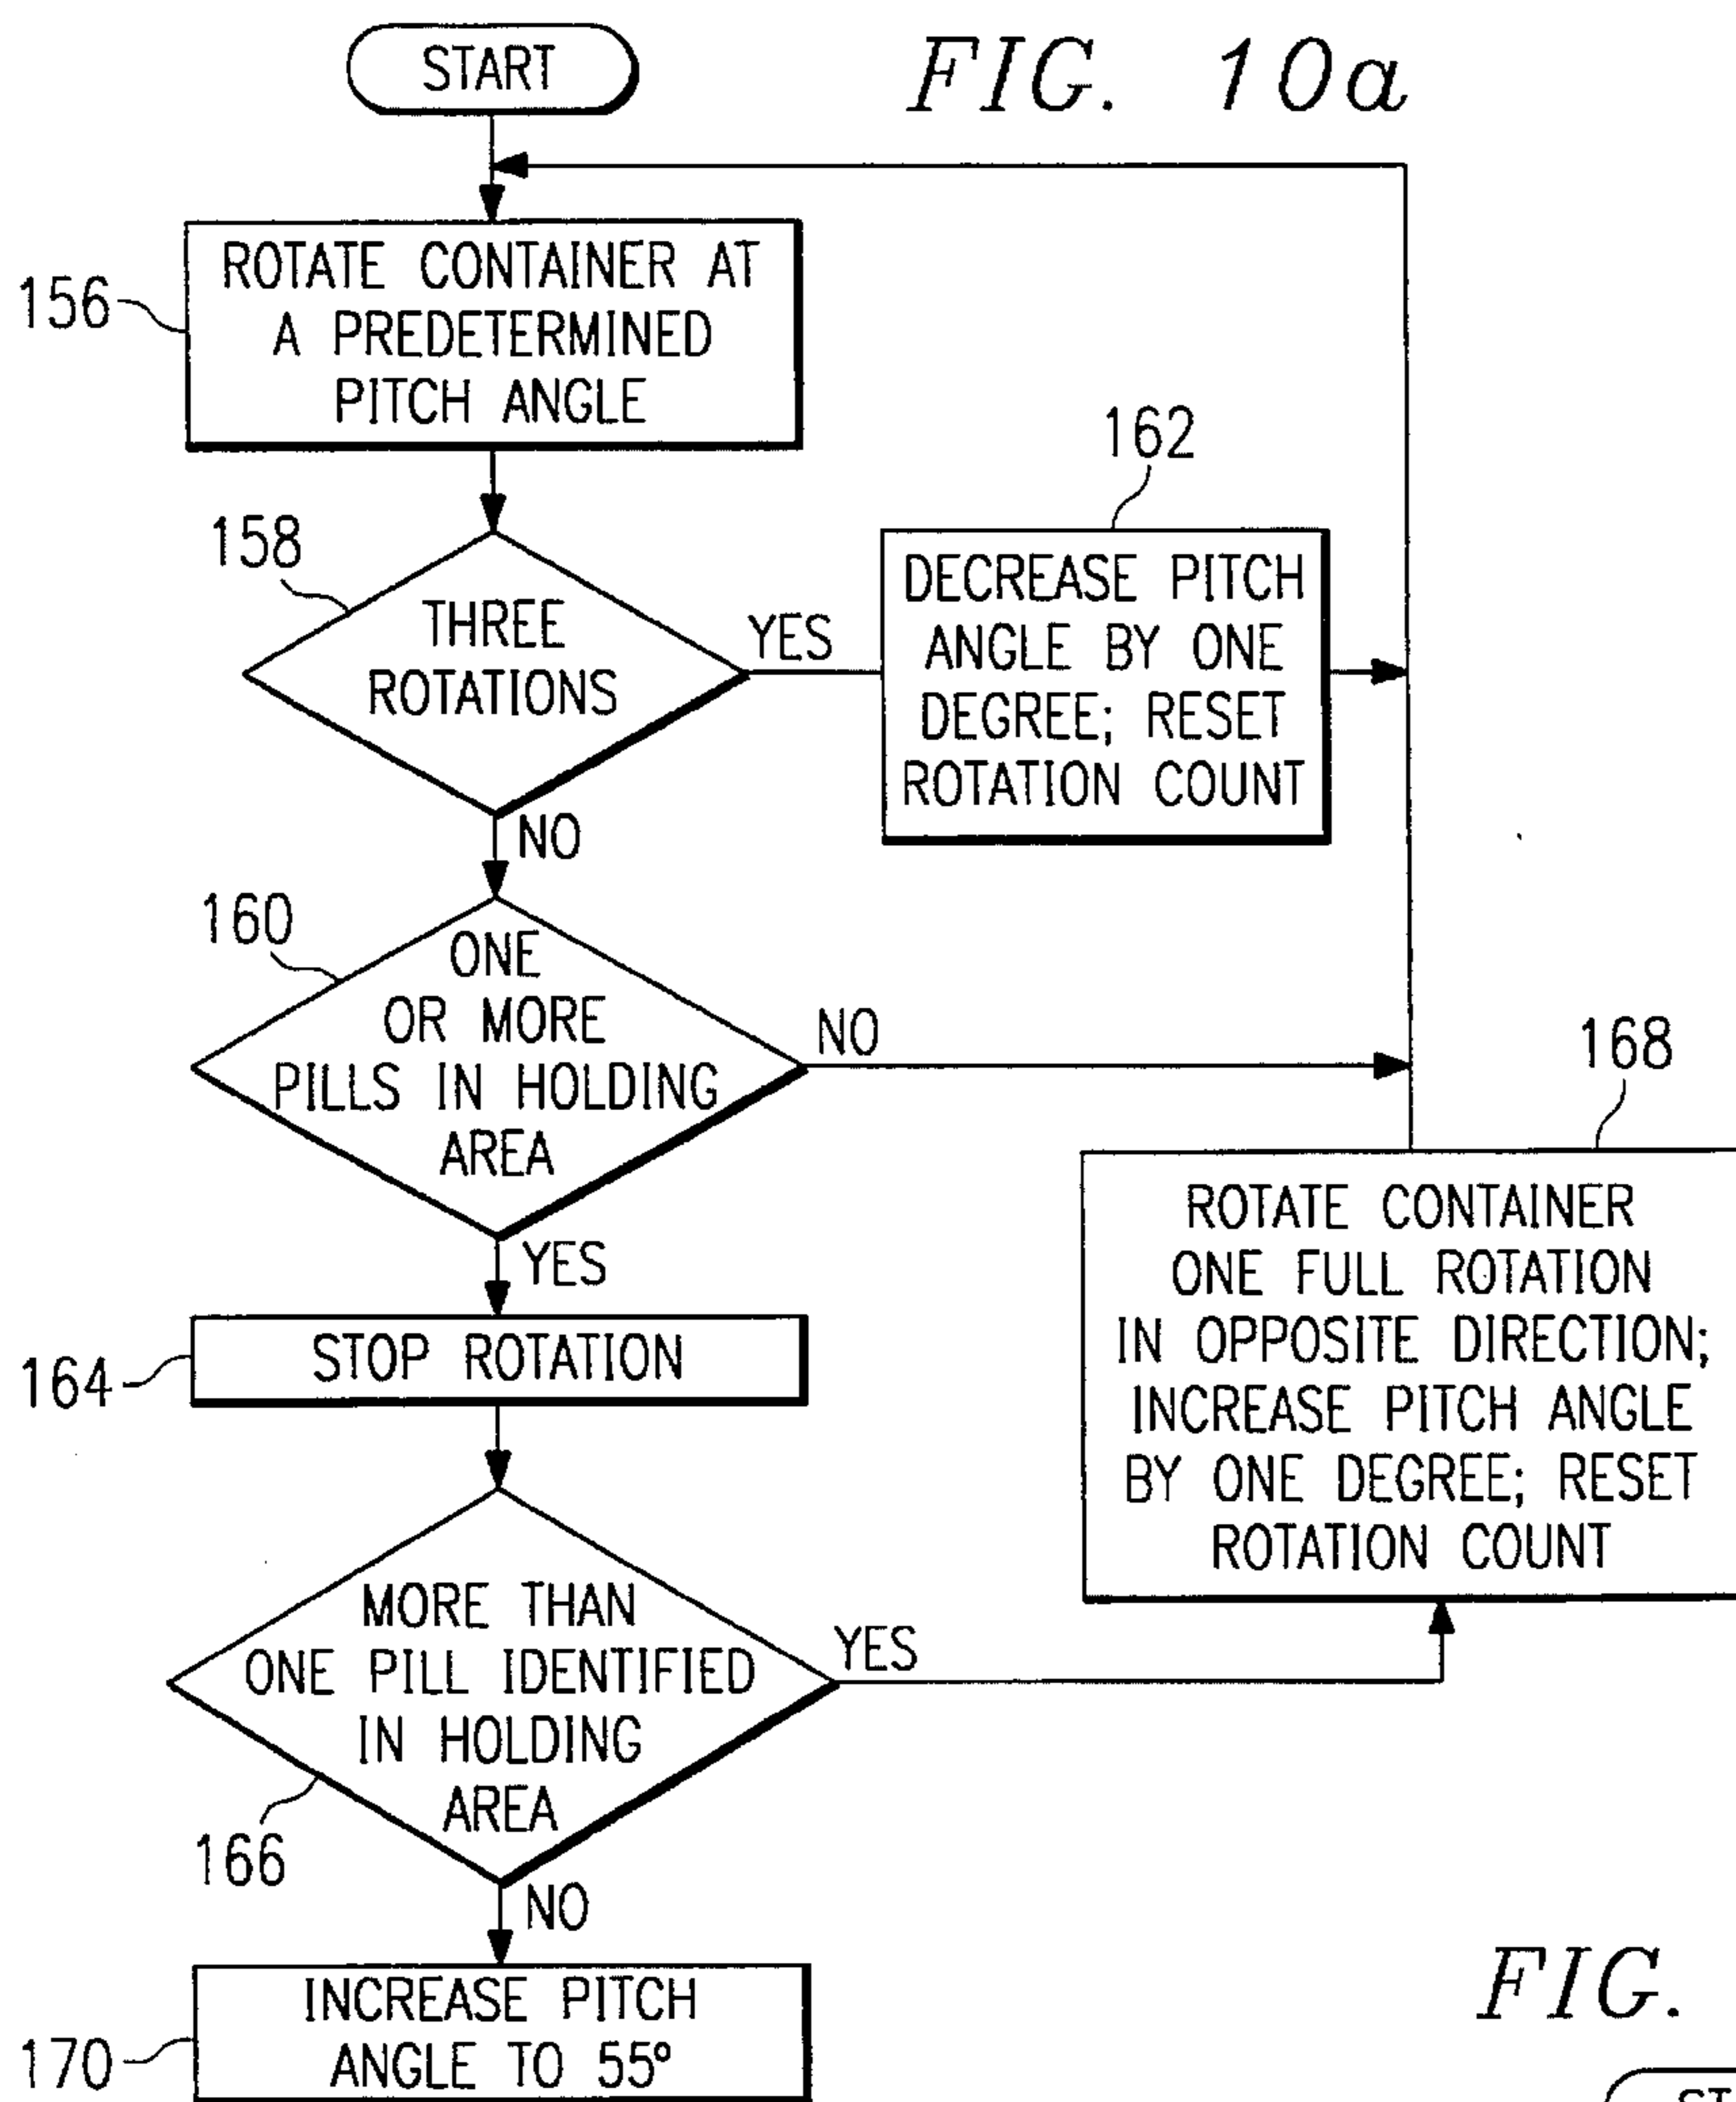 START
FIG. 10a
156
ROTATE CONTAINER AT
A PREDETERMINED
PITCH ANGLE
158
THREE
ROTATIONS
YES
162
DECREASE PITCH
ANGLE BY ONE
DEGREE; RESET
ROTATION COUNT
NO
160
ONE
OR MORE
PILLS IN HOLDING
AREA
NO
YES
168
ROTATE CONTAINER
ONE FULL ROTATION
IN OPPOSITE DIRECTION;
INCREASE PITCH ANGLE
BY ONE DEGREE; RESET
ROTATION COUNT
164
STOP ROTATION
MORE THAN
ONE PILL IDENTIFIED
IN HOLDING
AREA
YES
166
NO
170
INCREASE PITCH
ANGLE TO 55°
FIG.